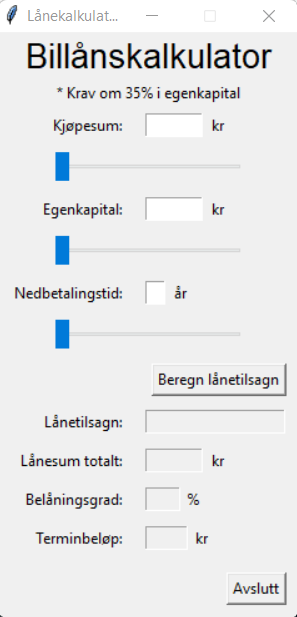 Lånekalkulat...
Billånskalkulator
* Krav om 35% i egenkapital
Kjøpesum: kr
Egenkapital: kr
Nedbetalingstid: år
Beregn lånetilsagn
Lånetilsagn:
Lånesum totalt: kr
Belåningsgrad: %
Terminbeløp: kr
Avslutt